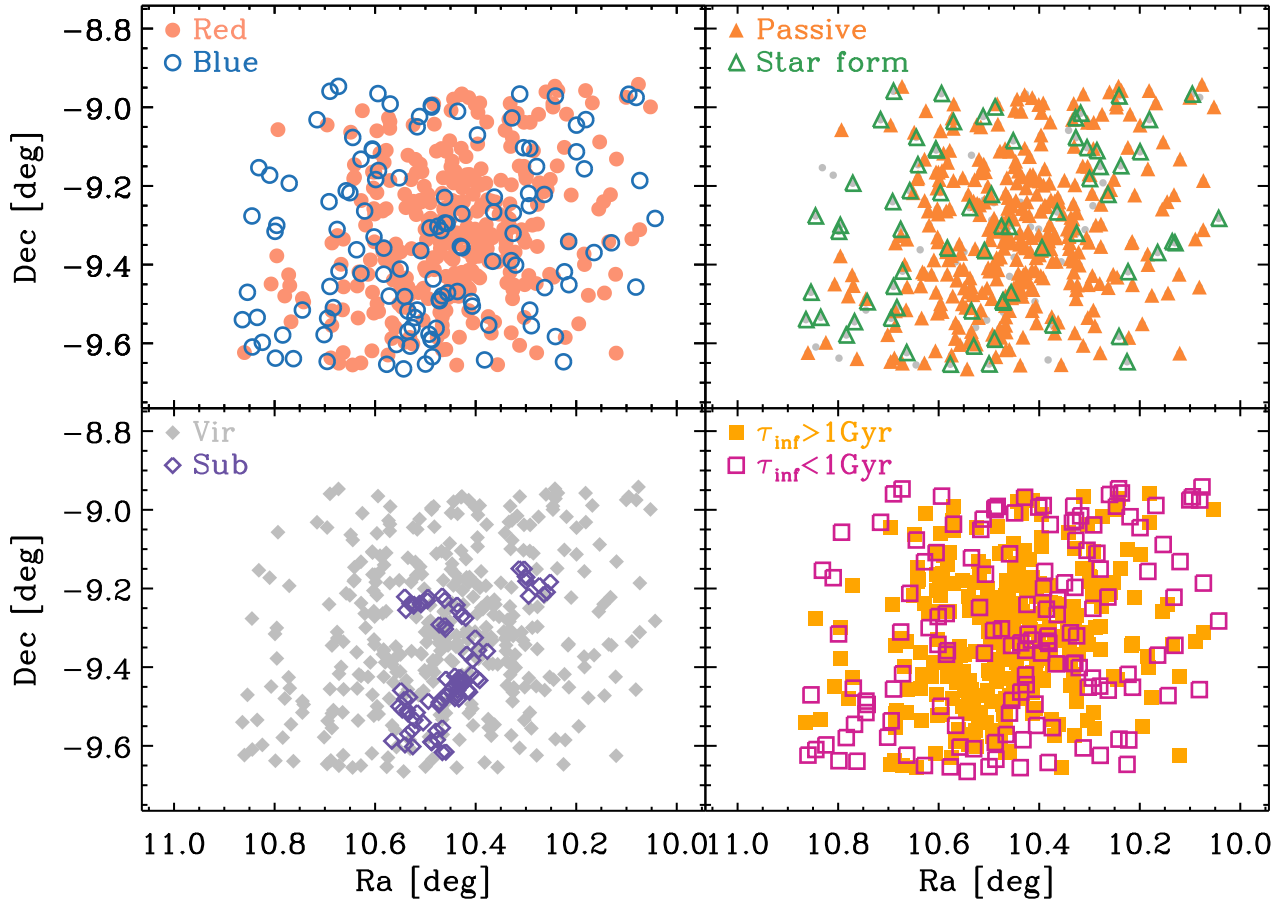 Red
Blue
Passive
Star form
−8.8
−9.0
−9.2
−9.4
−9.6
Dec [deg]
Vir
Sub
τinf>1Gyr
τinf<1Gyr
−8.8
−9.0
−9.2
−9.4
−9.6
Dec [deg]
11.0 10.8 10.6 10.4 10.2 10.0
11.0 10.8 10.6 10.4 10.2 10.0
Ra [deg]
Ra [deg]